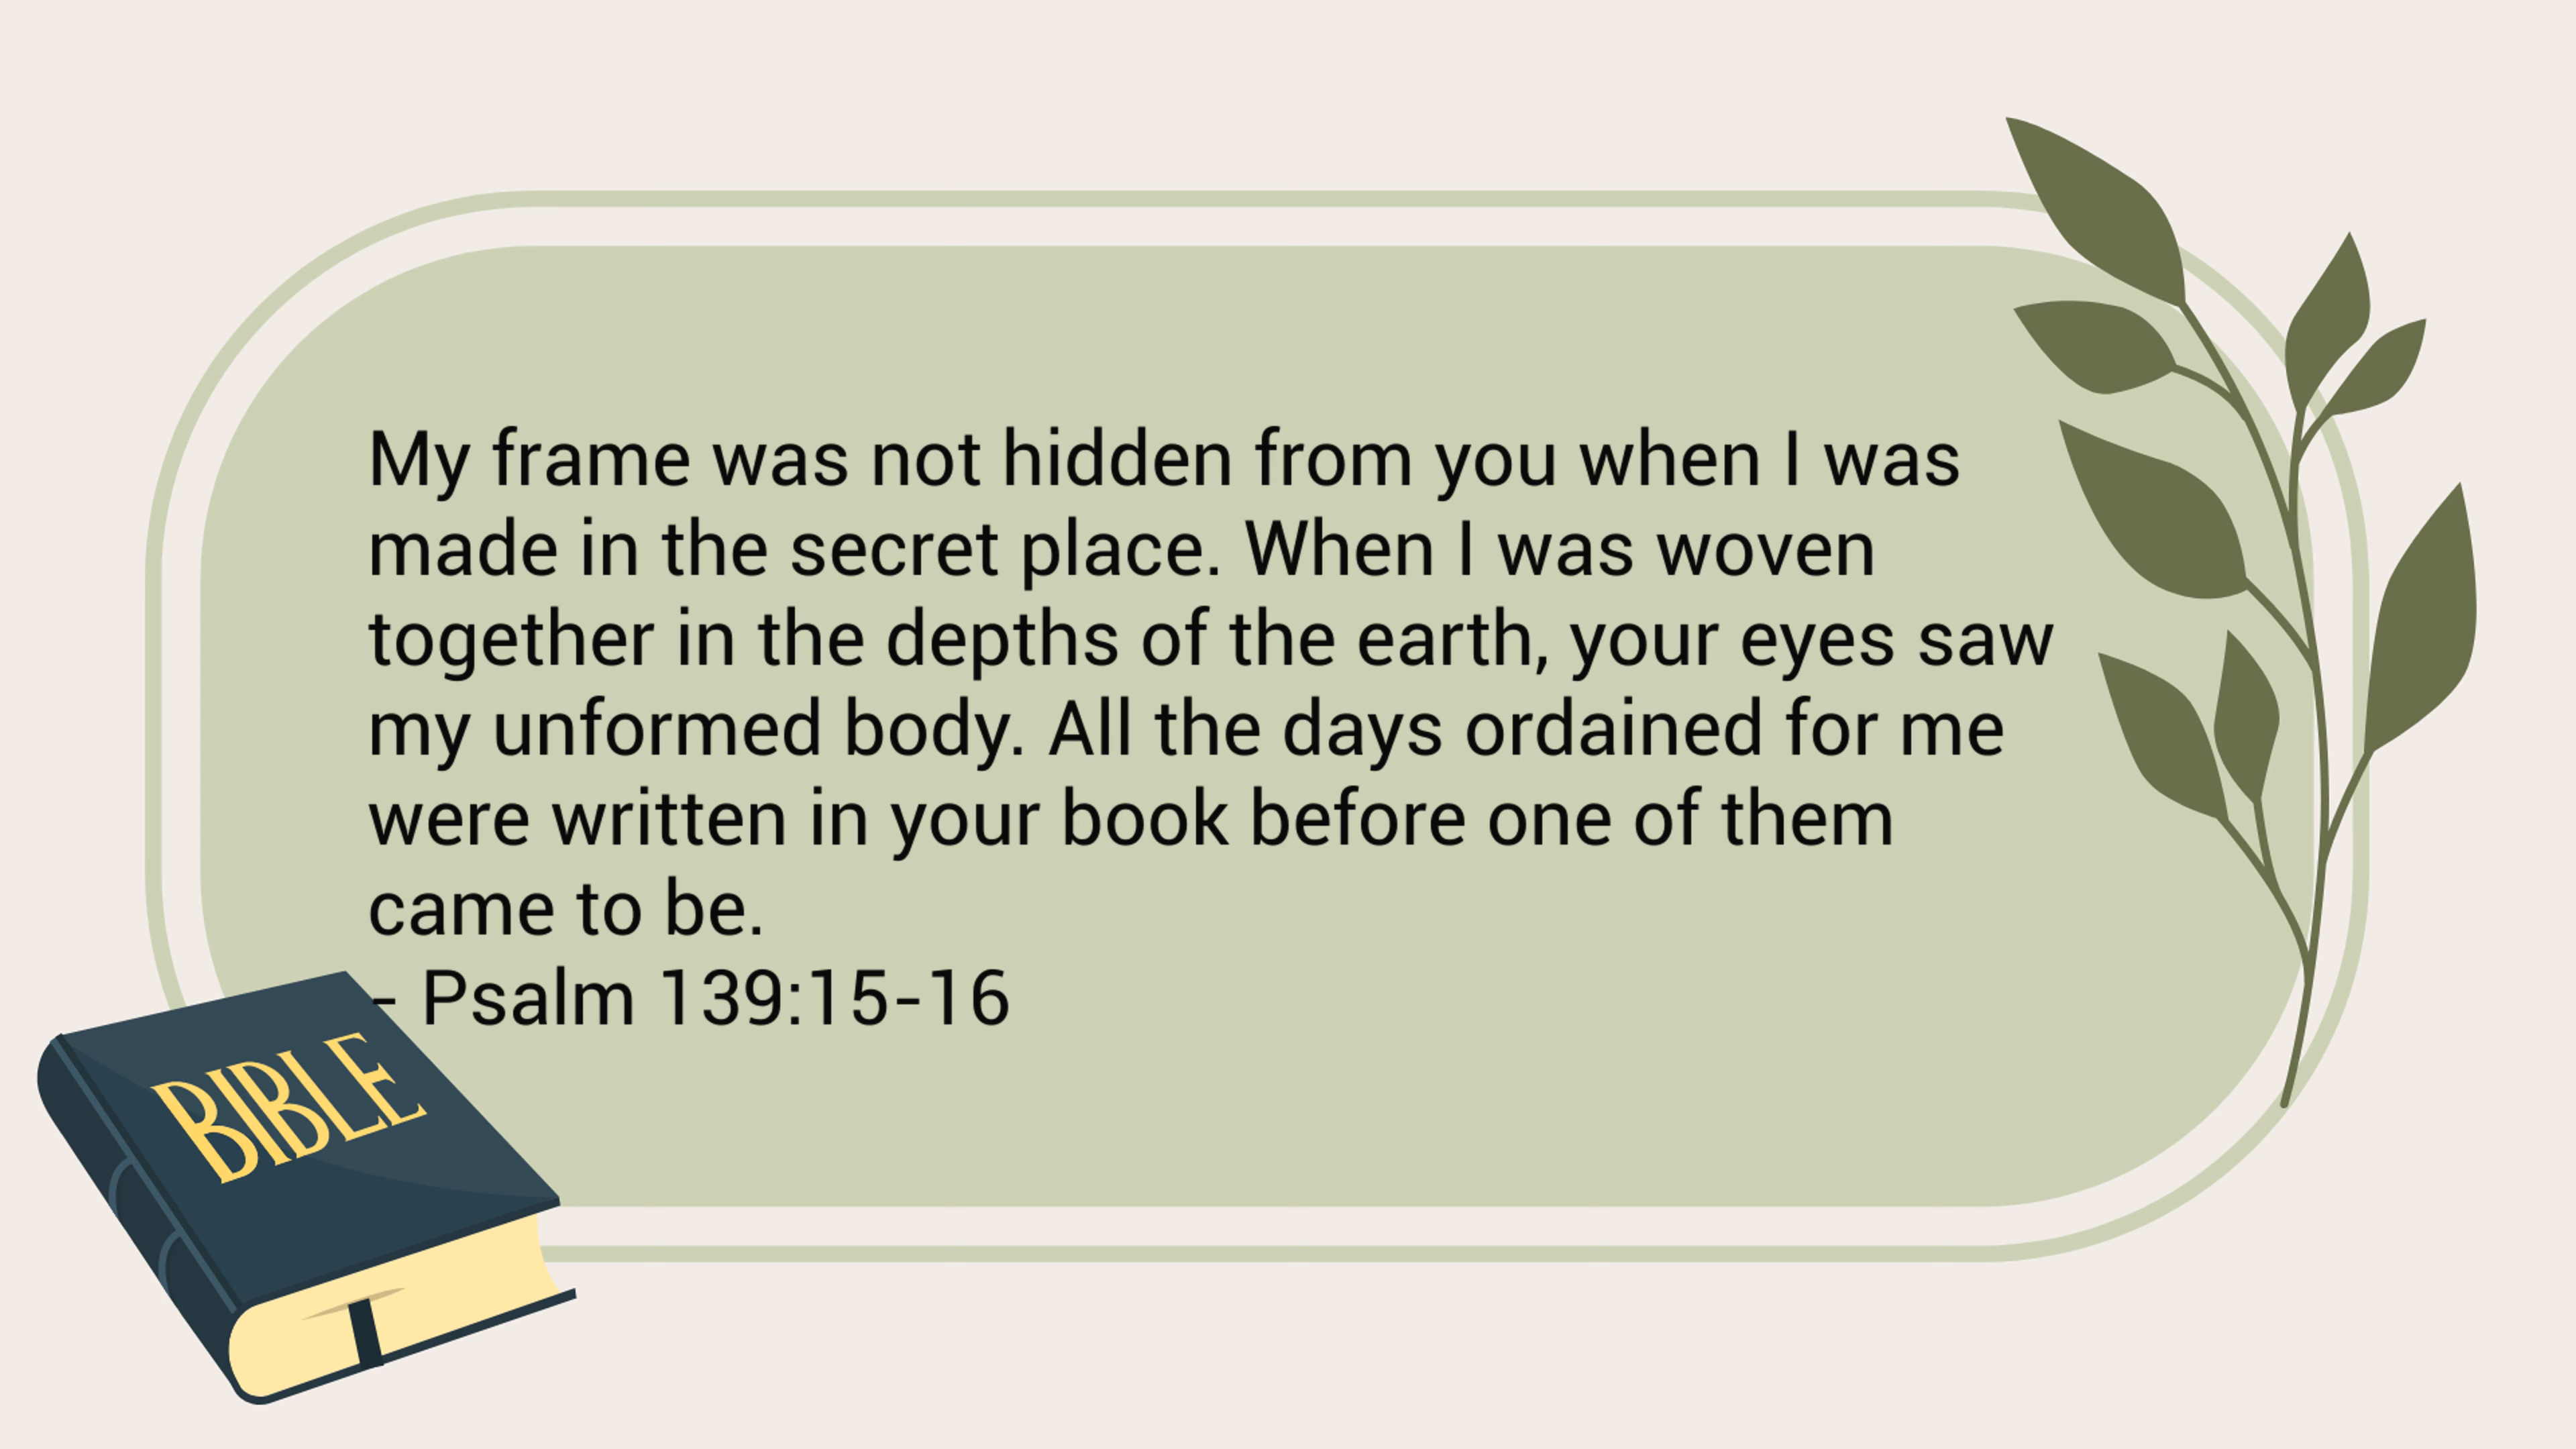 My frame was not hidden from you when I was
made in the secret place. When I was woven
together in the depths of the earth, your eyes saw
my unformed body. All the days ordained for me
were written in your book before one of them
came to be.
- Psalm 139:15-16
BIBLE